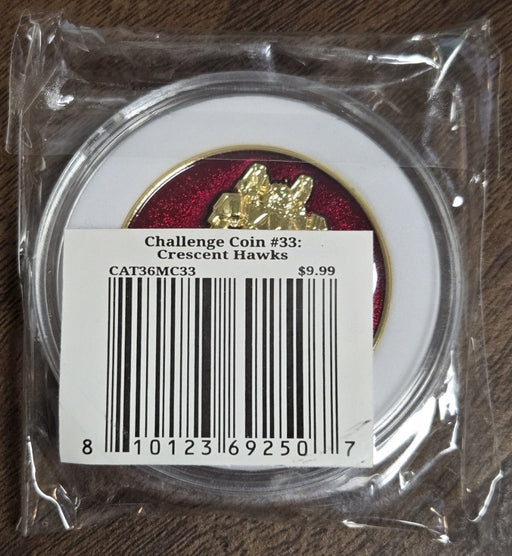 Challenge Coin #33:
Crescent Hawks
CAT36MC33 $9.99
8 10123 69250 7